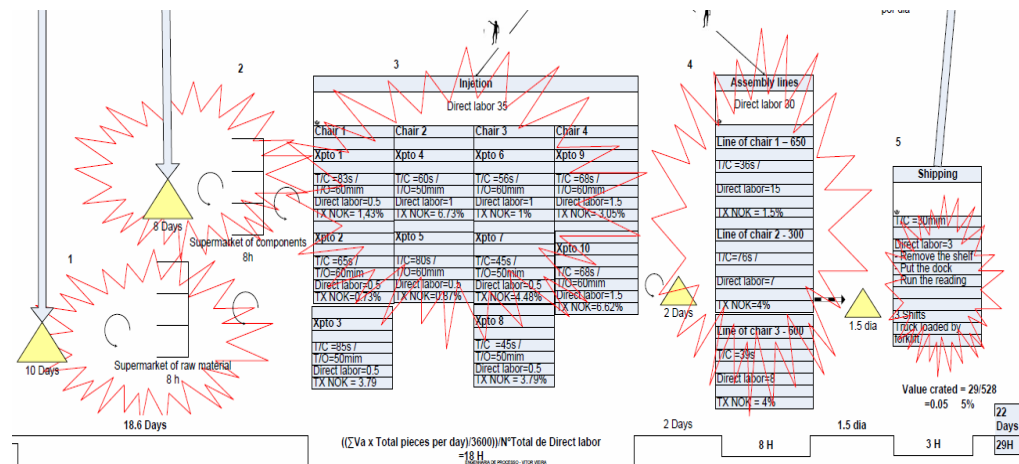 por dia
2
3
4
5
1
8 Days
Supermarket of components
8h
10 Days
Supermarket of raw material
8 h
Injetion
Direct labor 35
Chair 1
Xpto 1
T/C =83s /
T/O=60mim
Direct labor=0.5
TX NOK= 1,43%
Xpto 2
T/C =65s /
T/O=60mim
Direct labor=0.5
TX NOK=0.73%
Xpto 3
T/C =85s /
T/O=50mim
Direct labor=0.5
TX NOK = 3.79
Chair 2
Xpto 4
T/C =60s /
T/O=50mim
Direct labor=1
TX NOK= 6.73%
Xpto 5
T/C=80s /
T/O=60mim
Direct labor=0.5
TX NOK=0.87%
Chair 3
Xpto 6
T/C =56s /
T/O=60mim
Direct labor=1
TX NOK= 1%
Xpto 7
T/C=45s /
T/O=50mim
Direct labor=0.5
TX NOK=4.48%
Xpto 8
T/C =45s /
T/O=50mim
Direct labor=0.5
TX NOK = 3.79%
Chair 4
Xpto 9
T/C =68s /
T/O=60mim
Direct labor=1.5
TX NOK= 3,05%
Xpto 10
T/C =68s /
T/O=60mim
Direct labor=1.5
TX NOK=6.62%
2 Days
Assembly lines
Direct labor 30
Line of chair 1 – 650
T/C =36s /
Direct labor=15
TX NOK = 1.5%
Line of chair 2 - 300
T/C=76s /
Direct labor=7
TX NOK=4%
Line of chair 3 - 600
T/C =39s
Direct labor=8
TX NOK = 4%
1.5 dia
Shipping
T/C =30mim
Direct labor=3
- Remove the shelf
- Put the dock
- Run the reading
3 Shifts
Truck loaded by
forklift
Value crated = 29/528
=0.05 5%
18.6 Days
((∑Va x Total pieces per day)/3600))/NºTotal de Direct labor
=18 H
ENGENHARIA DE PROCESSO - VITOR VIEIRA
2 Days
8 H
1.5 dia
3 H
22
Days
29H